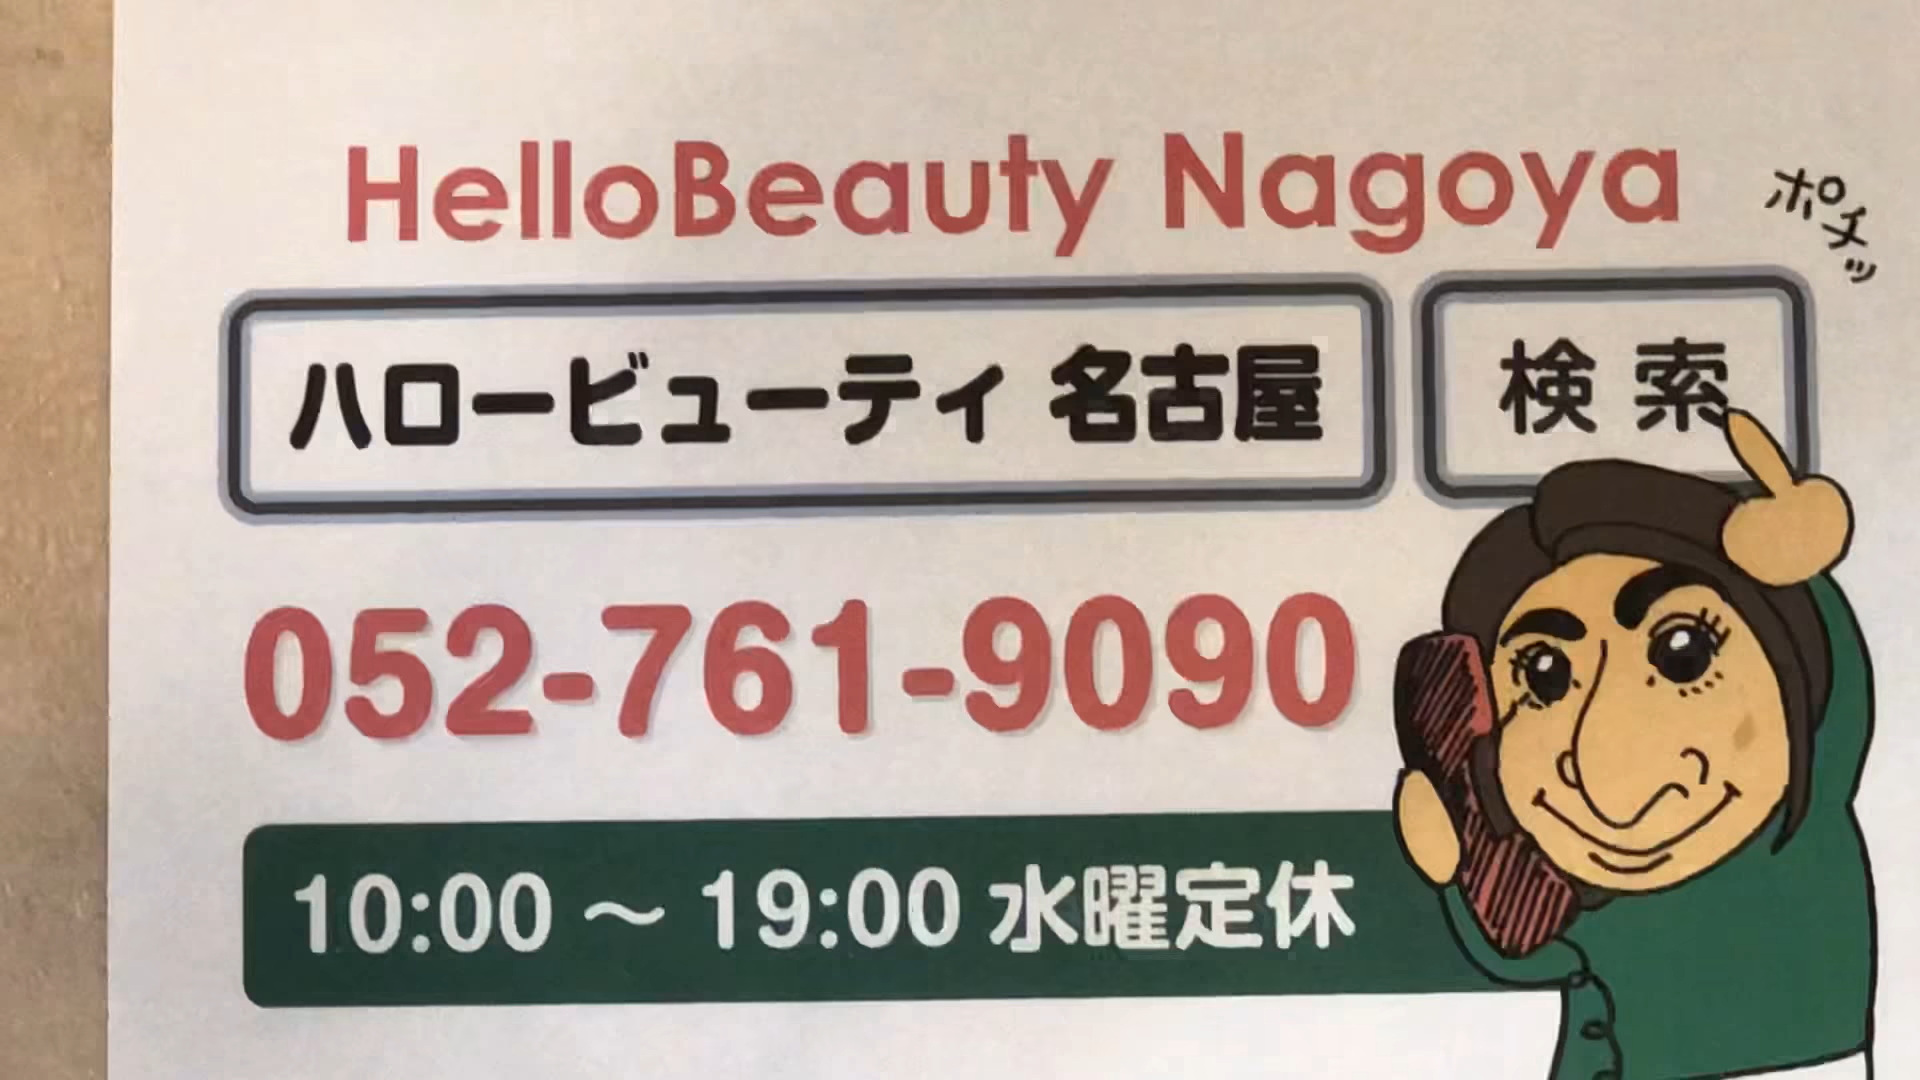 HelloBeauty Nagoya
ポチッ
ハロービューティ 名古屋
検索
052-761-9090
10:00 ～ 19:00 水曜定休